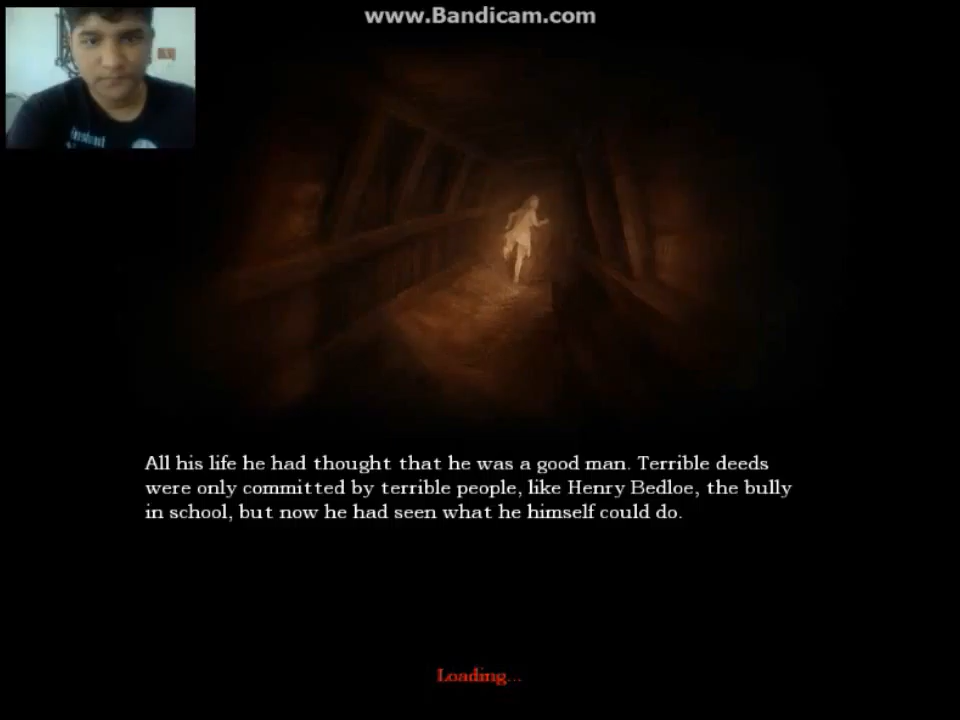 www.Bandicam.com
All his life he had thought that he was a good man. Terrible deeds
were only committed by terrible people, like Henry Bedloe, the bully
in school, but now he had seen what he himself could do.
Loading...